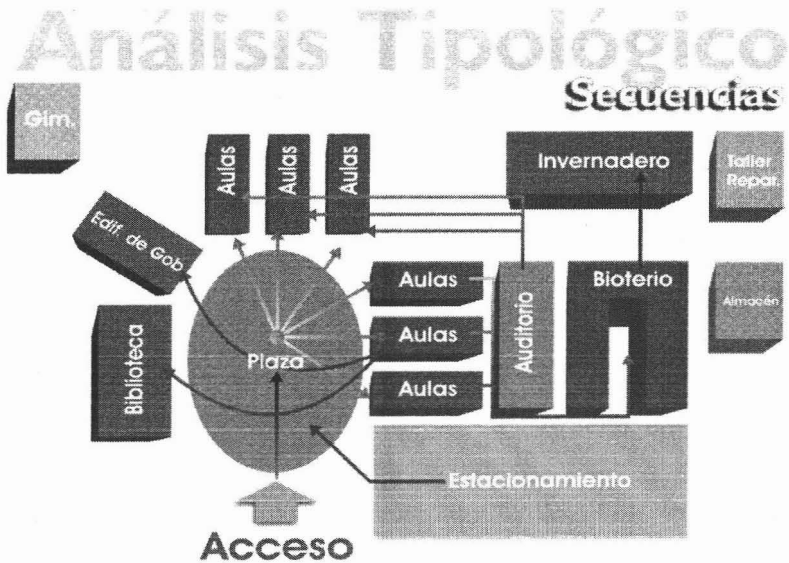 Análisis Tipológico
Secuencias
Gim.
Aulas
Aulas
Aulas
Invernadero
Taller
Repar.
Edif. de Gob.
Aulas
Auditorio
Bioterio
Almacén
Biblioteca
Aulas
Plaza
Aulas
Estacionamiento
Acceso